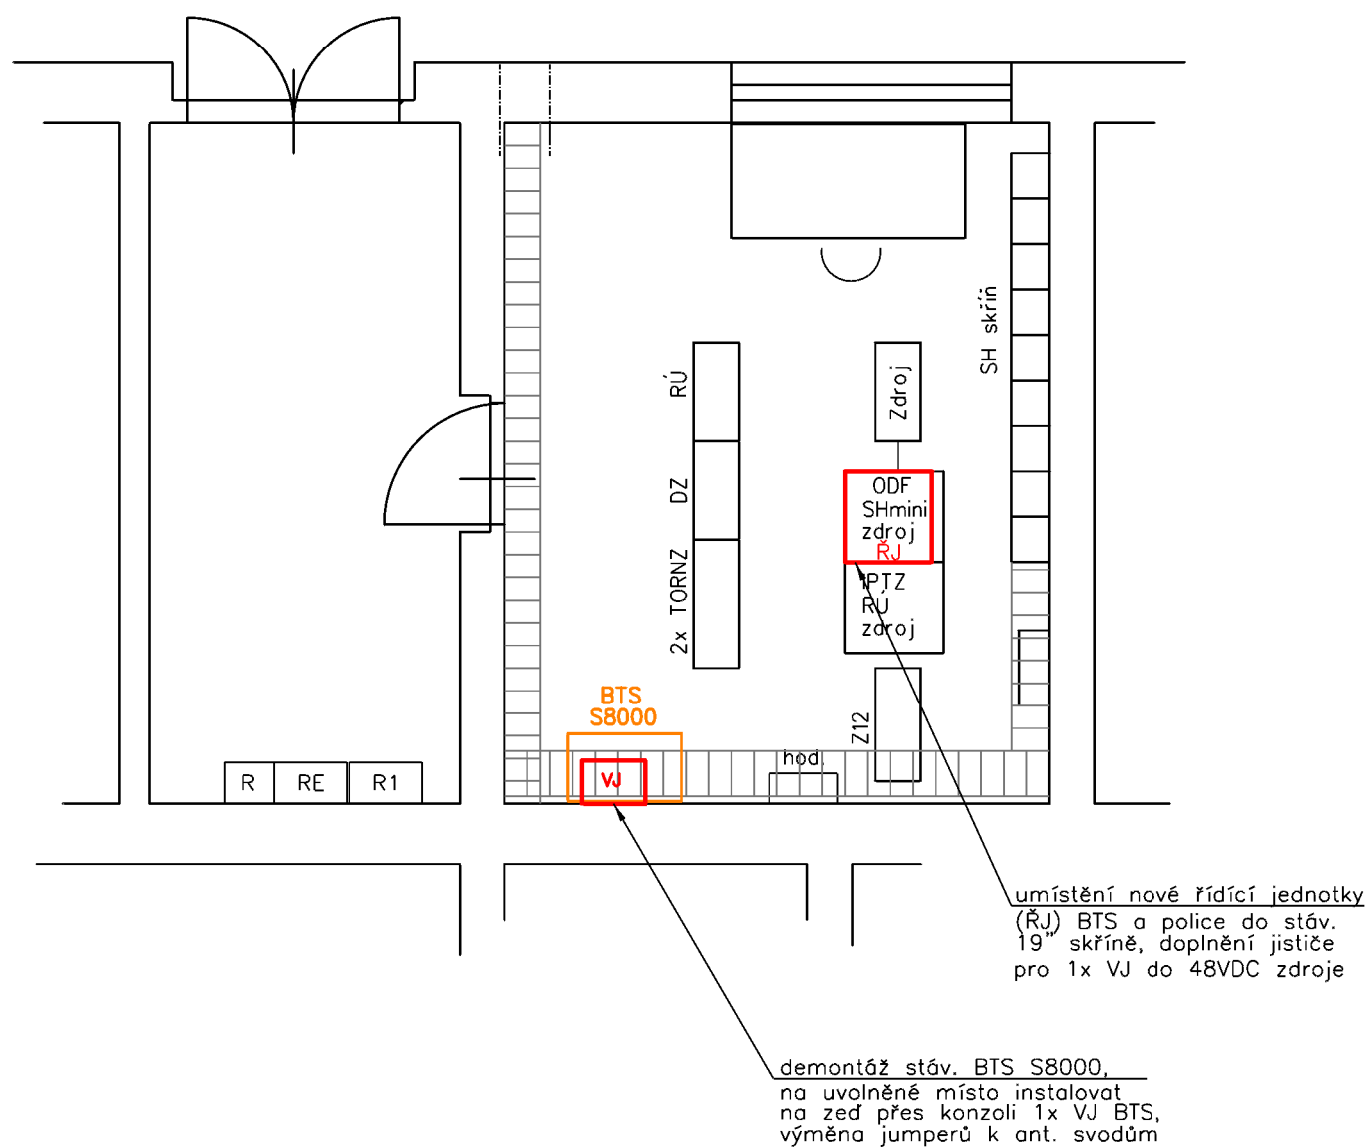 SH skříň
RÚ
Zdroj
DZ
ODF
SHmini
zdroj
ŘJ
2x TORNZ
PTZ
RÚ
zdroj
BTS
S8000
Z12
hod.
VJ
R
RE
R1
umístění nové řídící jednotky
(ŘJ) BTS a police do stáv.
19" skříně, doplnění jističe
pro 1x VJ do 48VDC zdroje
demontáž stáv. BTS S8000,
na uvolněné místo instalovat
na zeď přes konzoli 1x VJ BTS,
výměna jumperů k ant. svodům